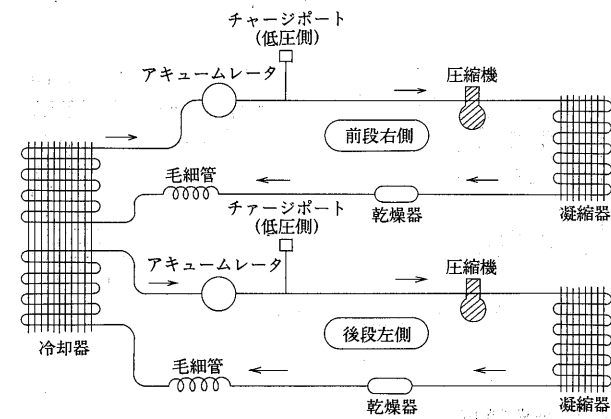 チャージポート
(低圧側)
アキュームレータ
圧縮機
前段右側
毛細管
乾燥器
凝縮器
チャージポート
(低圧側)
アキュームレータ
圧縮機
後段左側
冷却器
毛細管
乾燥器
凝縮器